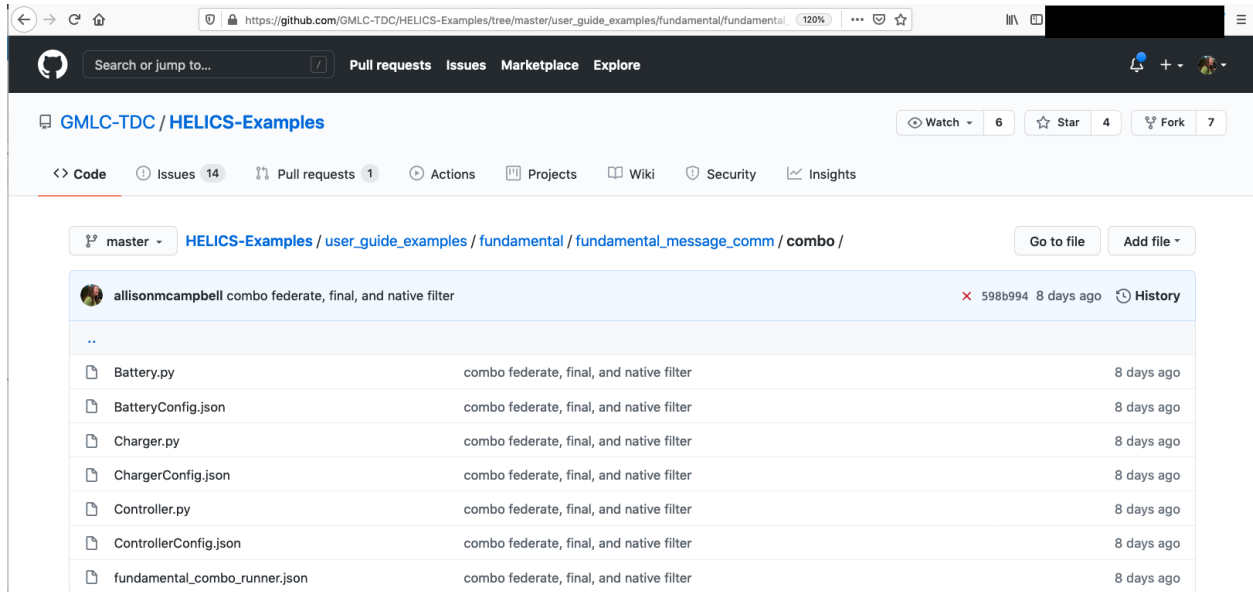 https://github.com/GMLC-TDC/HELICS-Examples/tree/master/user_guide_examples/fundamental/fundamental_ 120%
Search or jump to... / Pull requests Issues Marketplace Explore
GMLC-TDC / HELICS-Examples Watch 6 Star 4 Fork 7
<> Code Issues 14 Pull requests 1 Actions Projects Wiki Security Insights
master HELICS-Examples / user_guide_examples / fundamental / fundamental_message_comm / combo / Go to file Add file
allisonmcampbell combo federate, final, and native filter 598b994 8 days ago History
..
Battery.py combo federate, final, and native filter 8 days ago
BatteryConfig.json combo federate, final, and native filter 8 days ago
Charger.py combo federate, final, and native filter 8 days ago
ChargerConfig.json combo federate, final, and native filter 8 days ago
Controller.py combo federate, final, and native filter 8 days ago
ControllerConfig.json combo federate, final, and native filter 8 days ago
fundamental_combo_runner.json combo federate, final, and native filter 8 days ago